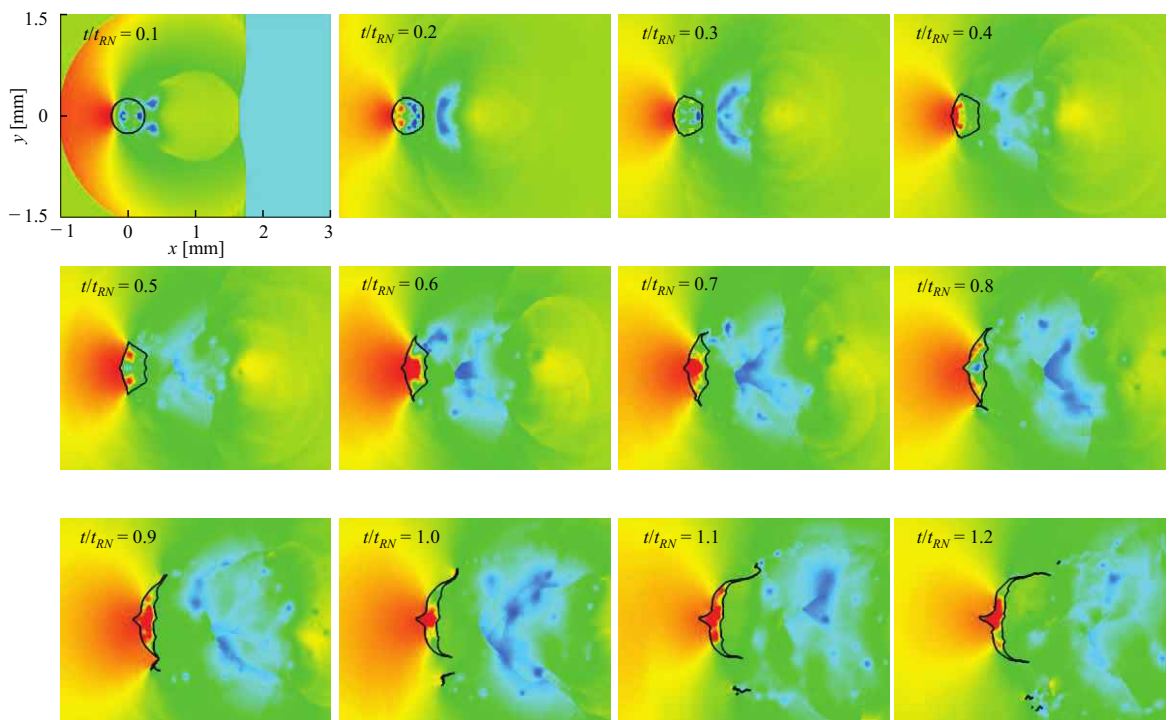 1.5
0
−1.5
y [mm]
t/t_RN = 0.1
t/t_RN = 0.2
t/t_RN = 0.3
t/t_RN = 0.4
−1 0 1 2 3
x [mm]
t/t_RN = 0.5
t/t_RN = 0.6
t/t_RN = 0.7
t/t_RN = 0.8
t/t_RN = 0.9
t/t_RN = 1.0
t/t_RN = 1.1
t/t_RN = 1.2